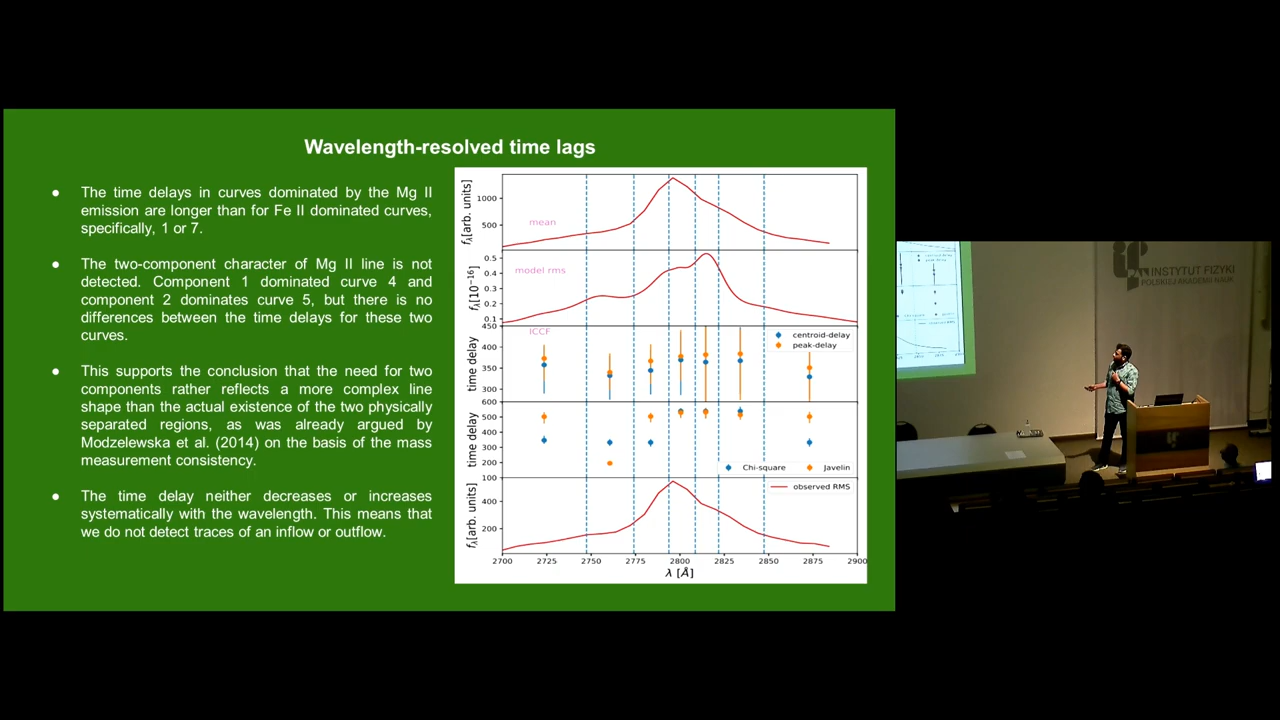 Wavelength-resolved time lags
● The time delays in curves dominated by the Mg II
emission are longer than for Fe II dominated curves,
specifically, 1 or 7.
● The two-component character of Mg II line is not
detected. Component 1 dominated curve 4 and
component 2 dominates curve 5, but there is no
differences between the time delays for these two
curves.
● This supports the conclusion that the need for two
components rather reflects a more complex line
shape than the actual existence of the two physically
separated regions, as was already argued by
Modzelewska et al. (2014) on the basis of the mass
measurement consistency.
● The time delay neither decreases or increases
systematically with the wavelength. This means that
we do not detect traces of an inflow or outflow.
fλ[arb. units]
1000
500
mean
fλ[10⁻¹⁶]
0.5
0.4
0.3
0.2
0.1
model rms
time delay
450
400
350
300
ICCF
centroid-delay
peak-delay
time delay
600
500
400
300
200
100
Chi-square
Javelin
fλ[arb. units]
400
200
observed RMS
2700 2725 2750 2775 2800 2825 2850 2875 2900
λ [Å]
INSTYTUT FIZYKI
POLSKIEJ AKADEMII NAUK